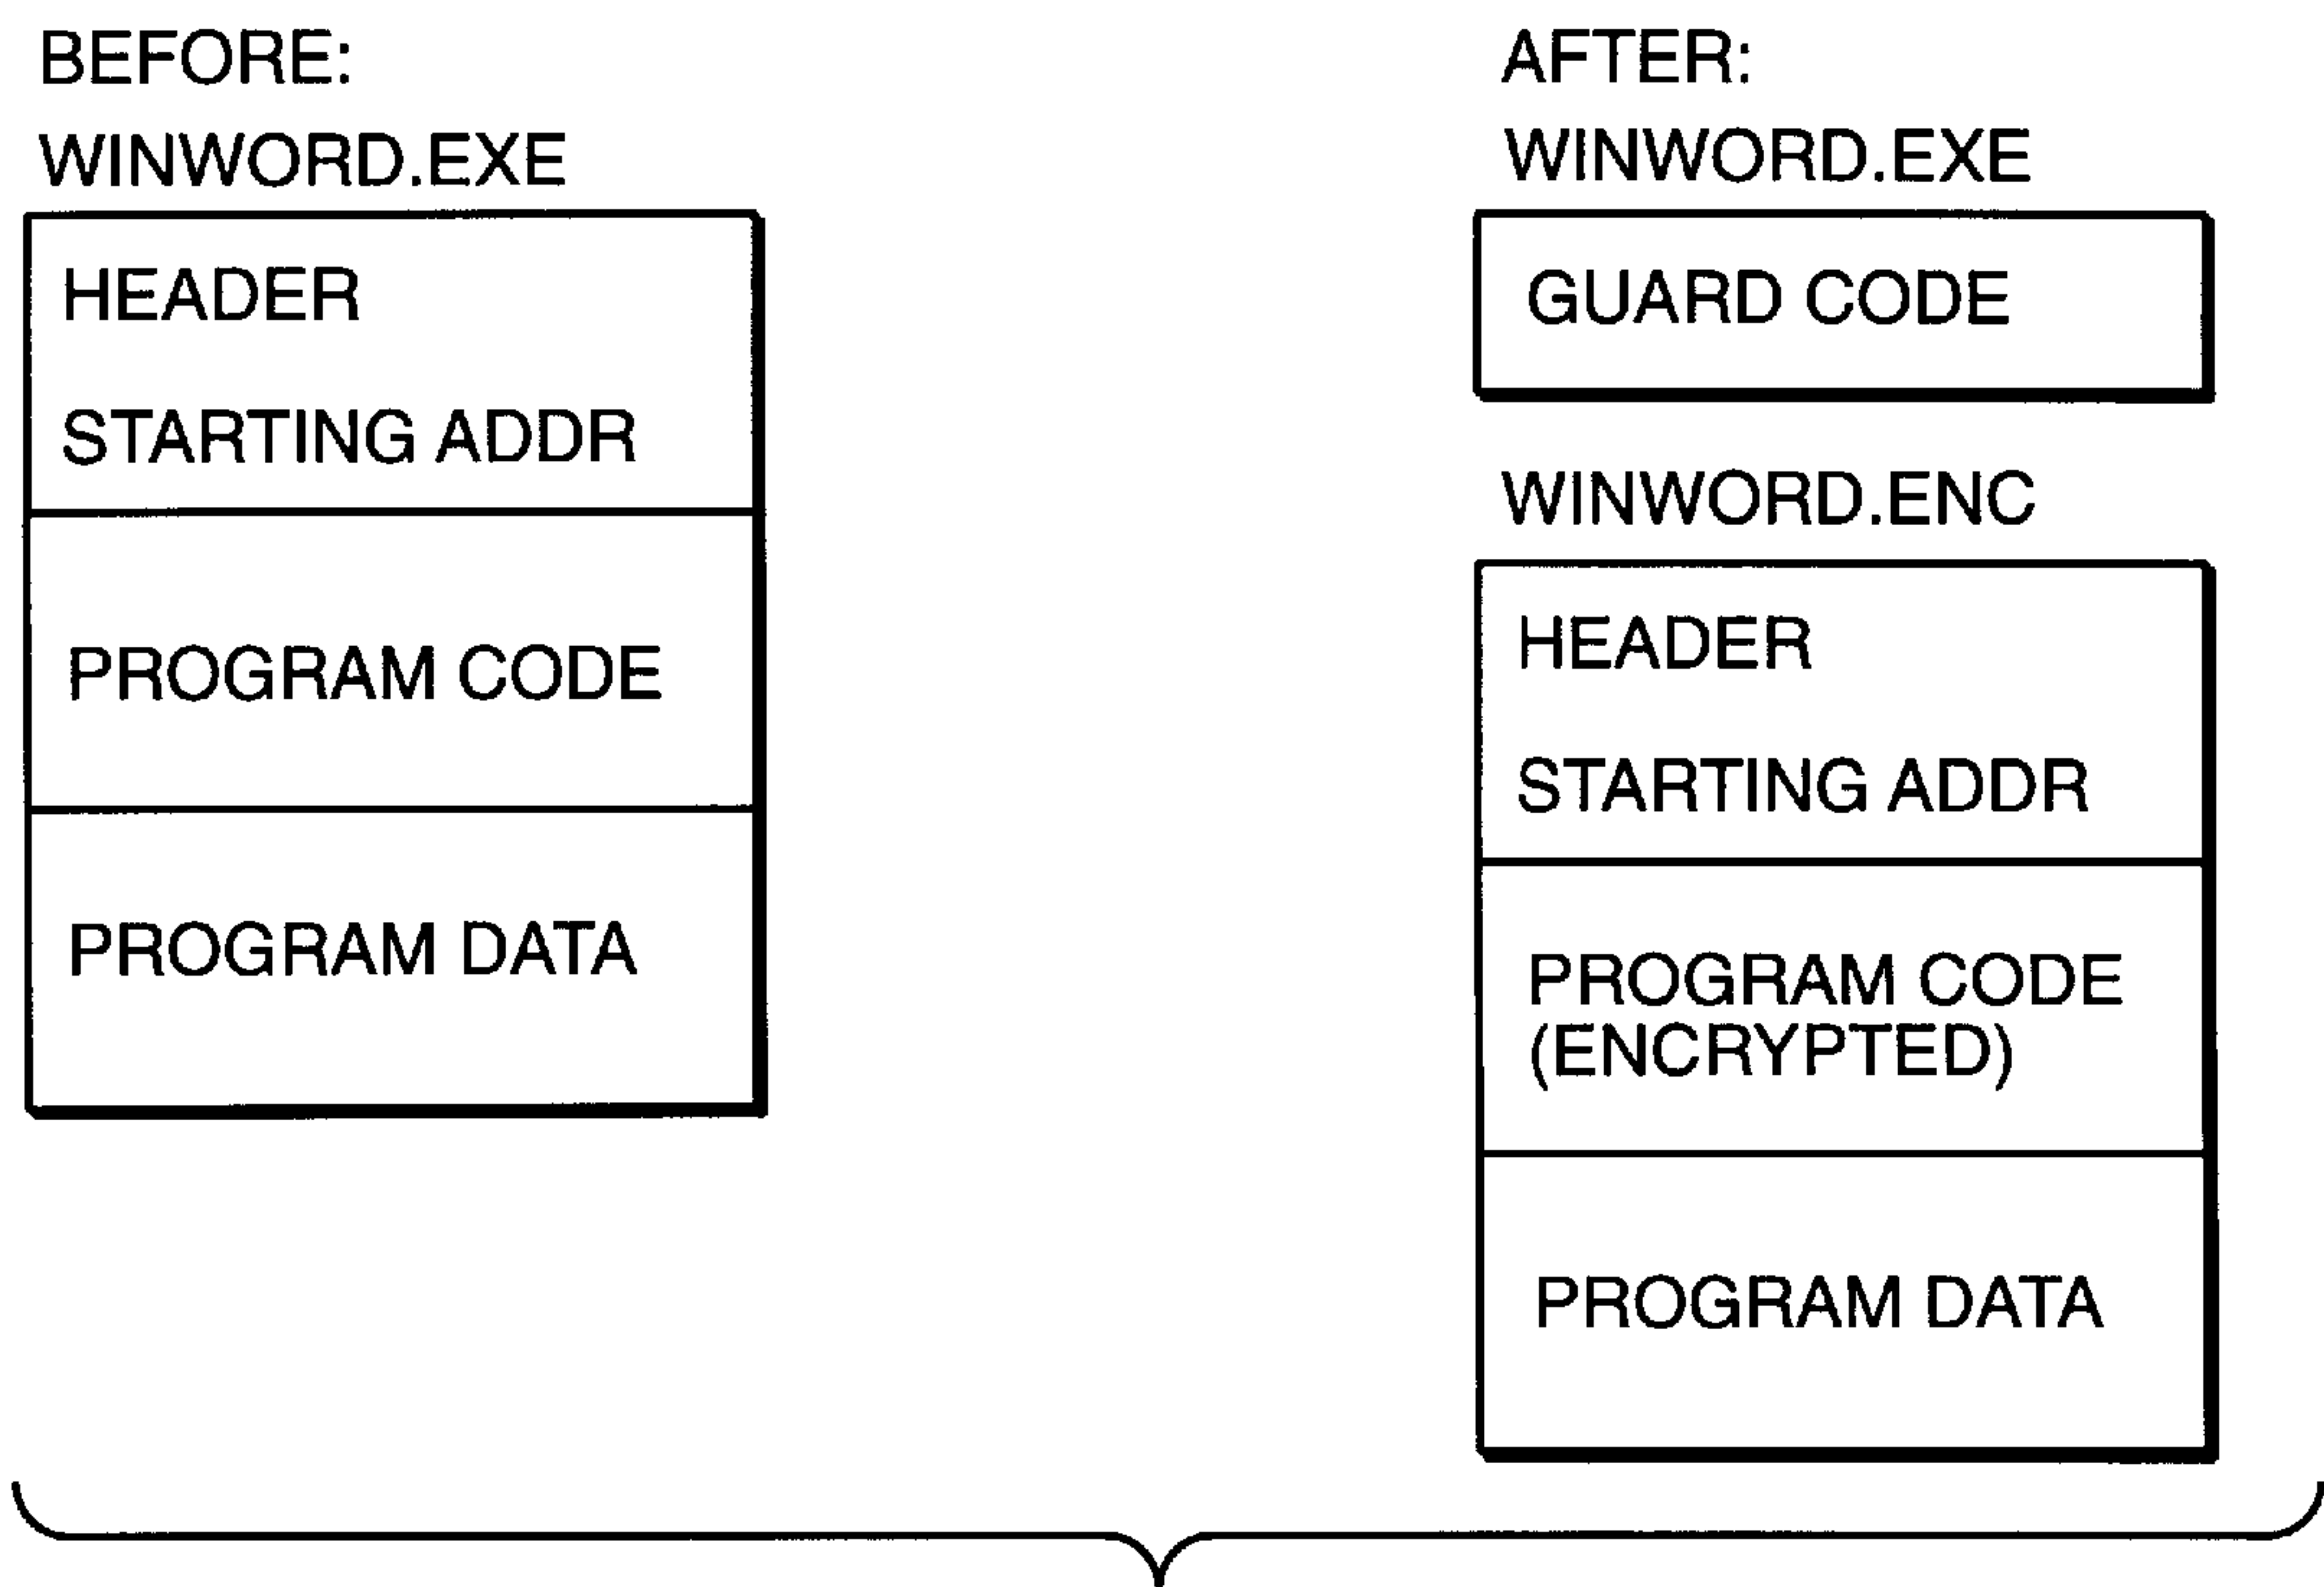 BEFORE:
WINWORD.EXE
HEADER
STARTING ADDR
PROGRAM CODE
PROGRAM DATA
AFTER:
WINWORD.EXE
GUARD CODE
WINWORD.ENC
HEADER
STARTING ADDR
PROGRAM CODE
(ENCRYPTED)
PROGRAM DATA